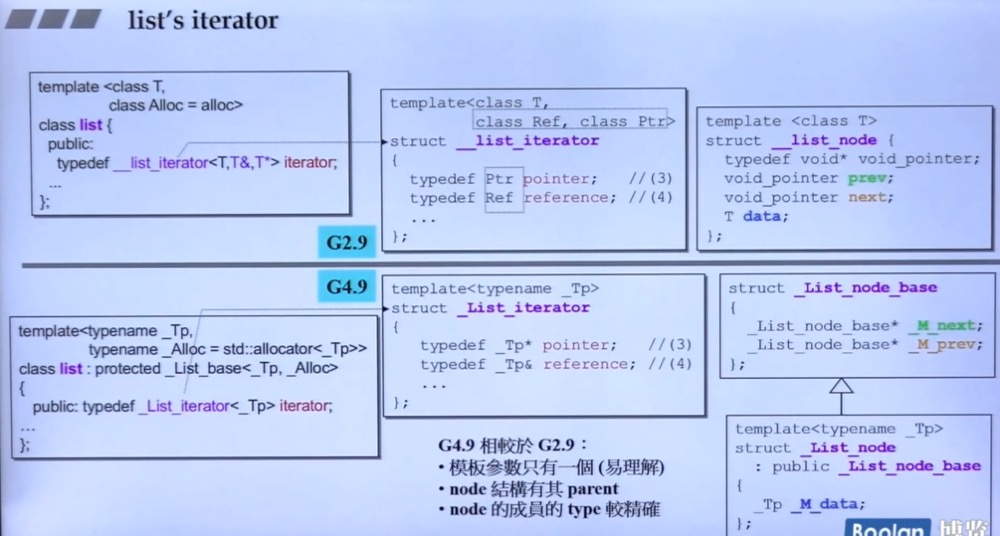 list's iterator
template <class T,
class Alloc = alloc>
class list {
public:
typedef __list_iterator<T,T&,T*> iterator;
...
};
template<class T,
class Ref, class Ptr>
struct __list_iterator
{
typedef Ptr pointer; //(3)
typedef Ref reference; //(4)
...
};
template <class T>
struct __list_node {
typedef void* void_pointer;
void_pointer prev;
void_pointer next;
T data;
};
G2.9
G4.9
template<typename _Tp,
typename _Alloc = std::allocator<_Tp>>
class list : protected _List_base<_Tp, _Alloc>
{
public: typedef _List_iterator<_Tp> iterator;
...
};
template<typename _Tp>
struct _List_iterator
{
typedef _Tp* pointer; //(3)
typedef _Tp& reference; //(4)
...
};
struct _List_node_base
{
_List_node_base* _M_next;
_List_node_base* _M_prev;
};
template<typename _Tp>
struct _List_node
: public _List_node_base
{
_Tp _M_data;
};
G4.9 相較於 G2.9：
• 模板參數只有一個 (易理解)
• node 結構有其 parent
• node 的成員的 type 較精確
Boolan 博览